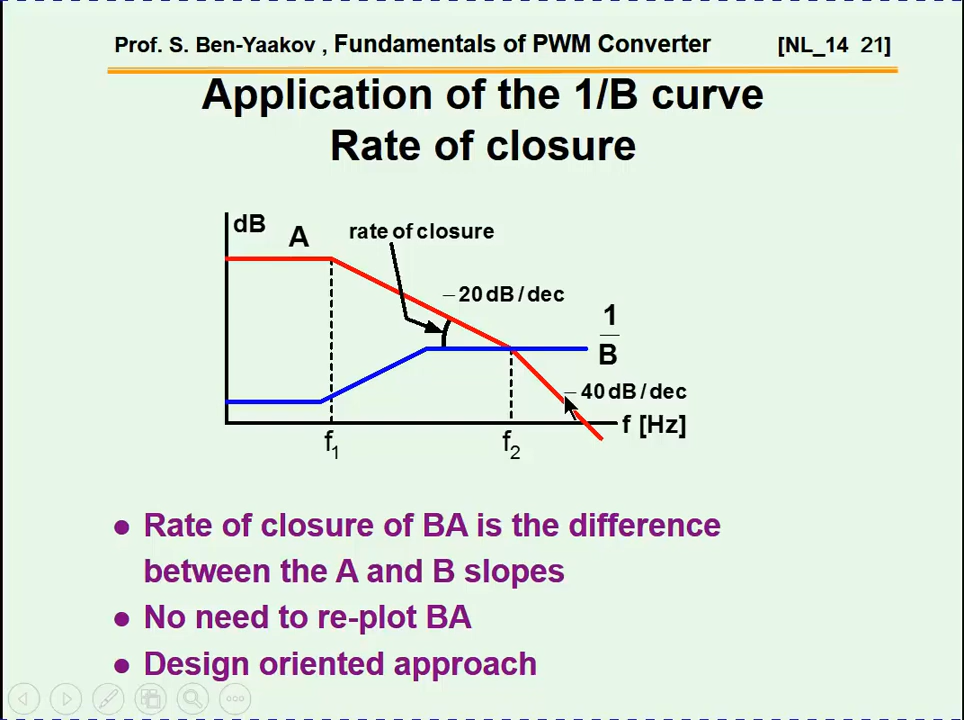 Prof. S. Ben-Yaakov , Fundamentals of PWM Converter [NL_14 21]
Application of the 1/B curve
Rate of closure
dB
A
rate of closure
– 20 dB / dec
1
B
– 40 dB / dec
f [Hz]
f1
f2
● Rate of closure of BA is the difference
between the A and B slopes
● No need to re-plot BA
● Design oriented approach